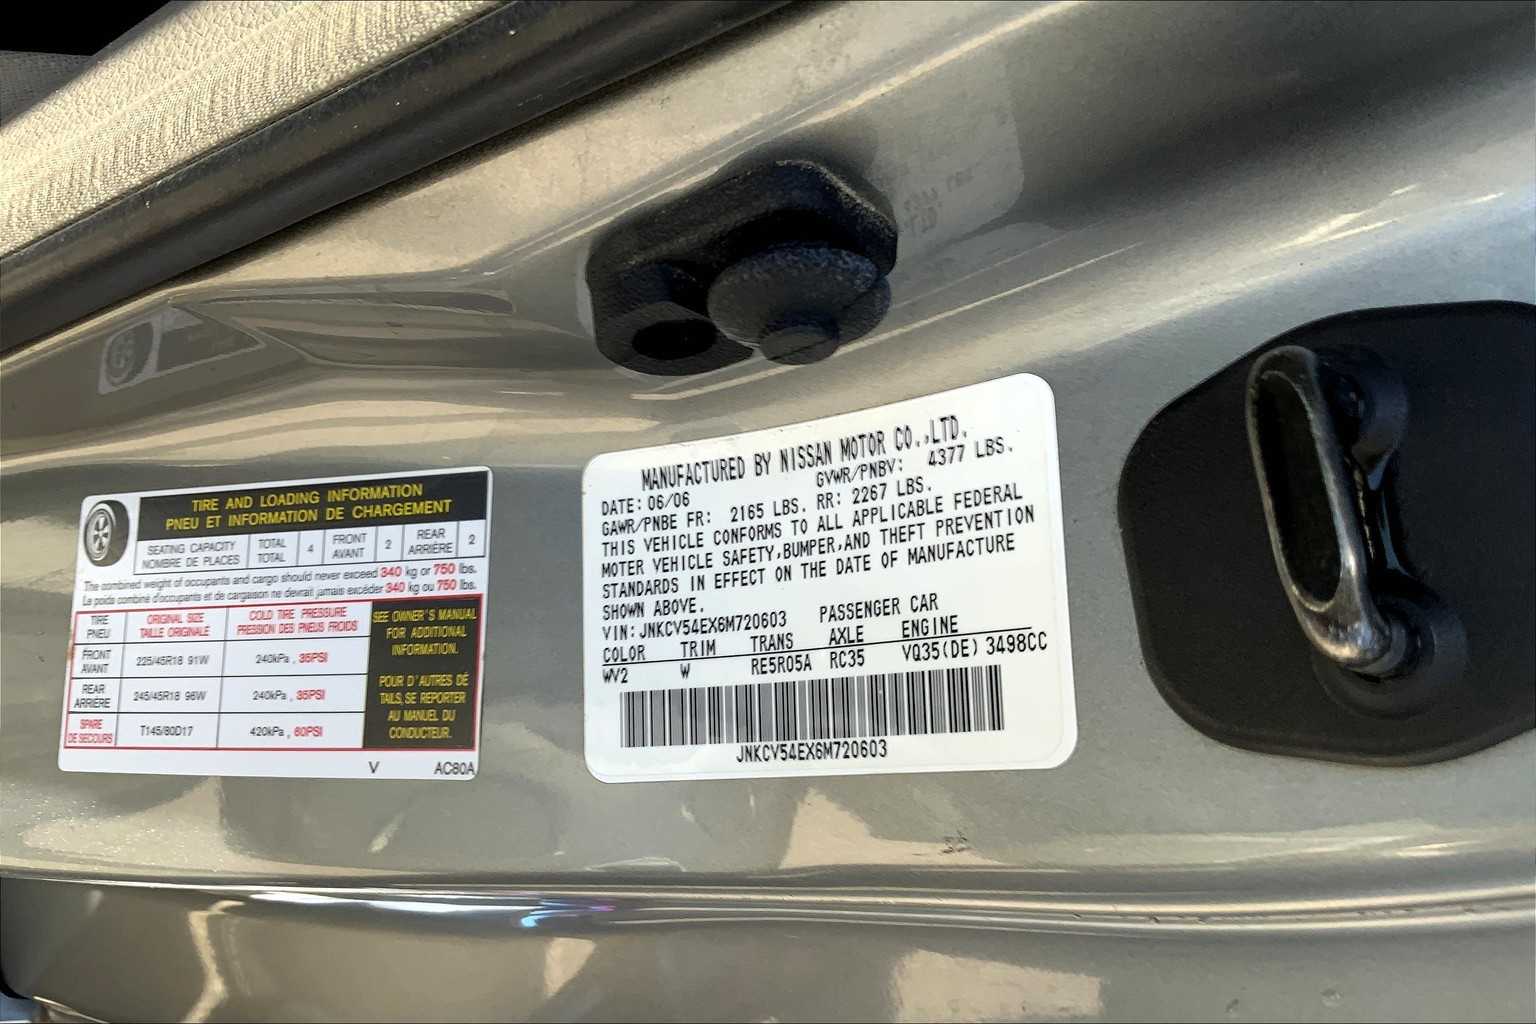 TIRE AND LOADING INFORMATION
PNEU ET INFORMATION DE CHARGEMENT
SEATING CAPACITY
NOMBRE DE PLACES
TOTAL
TOTAL
4
FRONT
AVANT
2
REAR
ARRIÈRE
2
The combined weight of occupants and cargo should never exceed 340 kg or 750 lbs.
Le poids combiné d'occupants et de cargaison ne devrait jamais excéder 340 kg ou 750 lbs.
TIRE
PNEU
ORIGINAL SIZE
TAILLE ORIGINALE
COLD TIRE PRESSURE
PRESSION DES PNEUS FROIDS
FRONT
AVANT
225/45R18 91W
240kPa , 35PSI
REAR
ARRIÈRE
245/45R18 96W
240kPa , 35PSI
SPARE
DE SECOURS
T145/80D17
420kPa , 60PSI
SEE OWNER'S MANUAL
FOR ADDITIONAL
INFORMATION.
POUR D'AUTRES DÉ
TAILS, SE REPORTER
AU MANUEL DU
CONDUCTEUR.
V AC80A
MANUFACTURED BY NISSAN MOTOR CO.,LTD.
DATE: 06/06 GVWR/PNBV: 4377 LBS.
GAWR/PNBE FR: 2165 LBS. RR: 2267 LBS.
THIS VEHICLE CONFORMS TO ALL APPLICABLE FEDERAL
MOTER VEHICLE SAFETY,BUMPER,AND THEFT PREVENTION
STANDARDS IN EFFECT ON THE DATE OF MANUFACTURE
SHOWN ABOVE.
VIN: JNKCV54EX6M720603 PASSENGER CAR
COLOR TRIM TRANS AXLE ENGINE
WV2 W RE5R05A RC35 VQ35(DE) 3498CC
JNKCV54EX6M720603